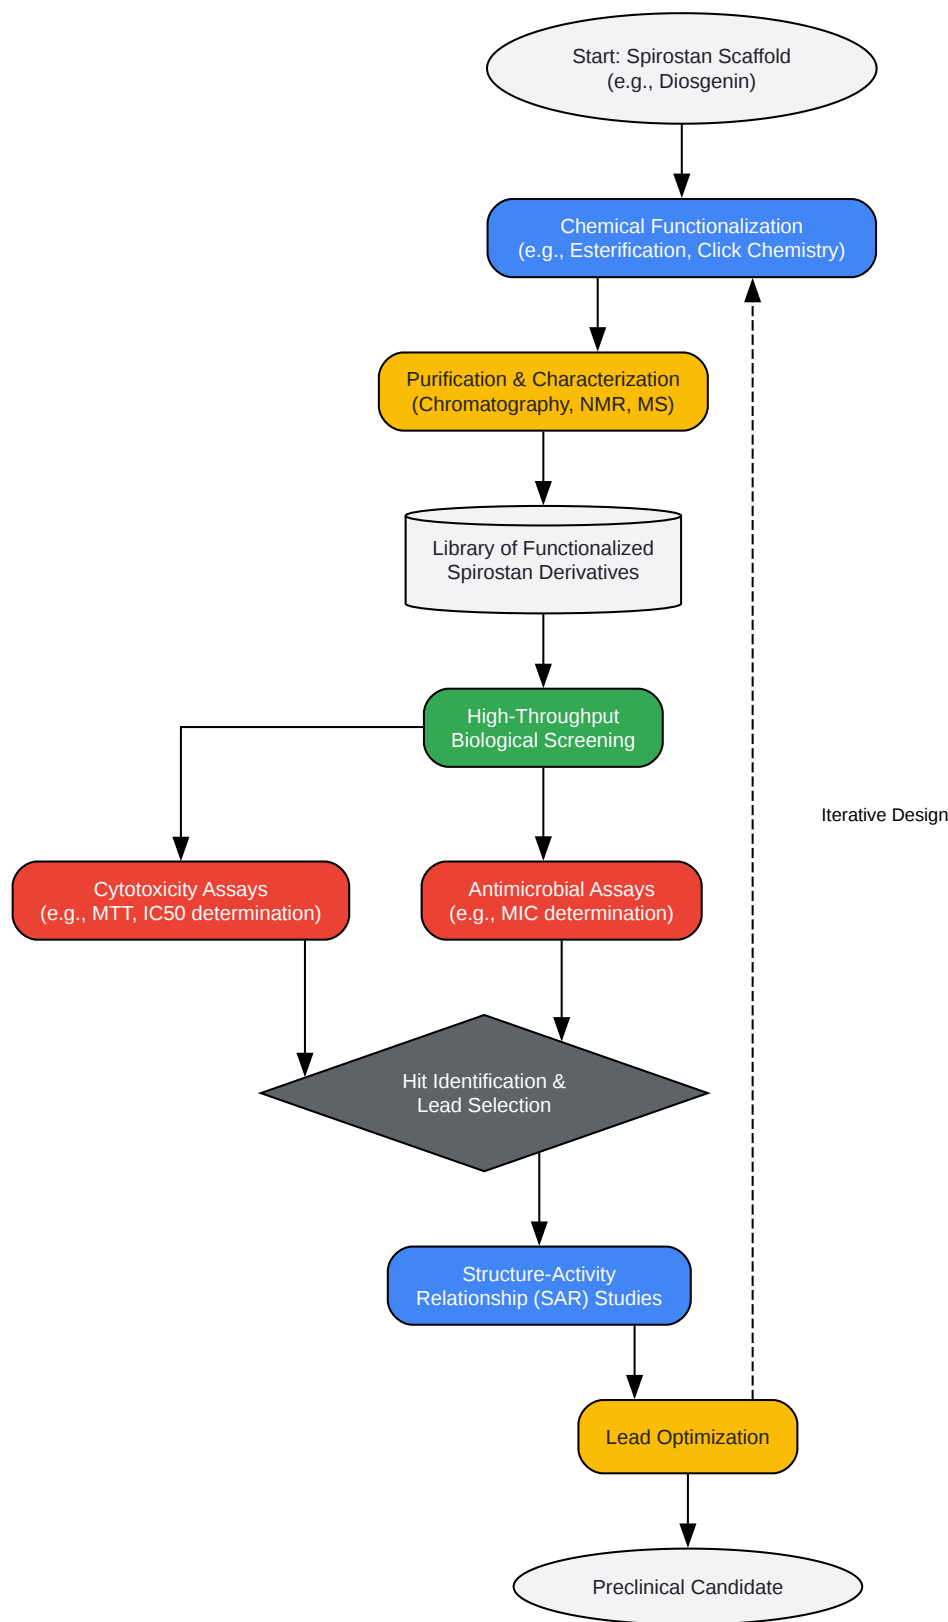 Start: Spirostan Scaffold
(e.g., Diosgenin)
Chemical Functionalization
(e.g., Esterification, Click Chemistry)
Purification & Characterization
(Chromatography, NMR, MS)
Library of Functionalized
Spirostan Derivatives
High-Throughput
Biological Screening
Iterative Design
Cytotoxicity Assays
(e.g., MTT, IC50 determination)
Antimicrobial Assays
(e.g., MIC determination)
Hit Identification &
Lead Selection
Structure-Activity
Relationship (SAR) Studies
Lead Optimization
Preclinical Candidate